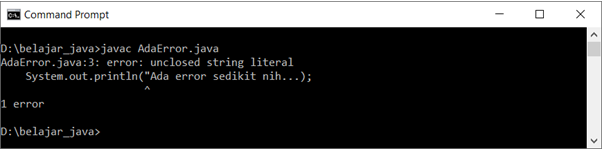 Command Prompt
D:\belajar_java>javac AdaError.java
AdaError.java:3: error: unclosed string literal
    System.out.println("Ada error sedikit nih...);
                       ^
1 error
D:\belajar_java>